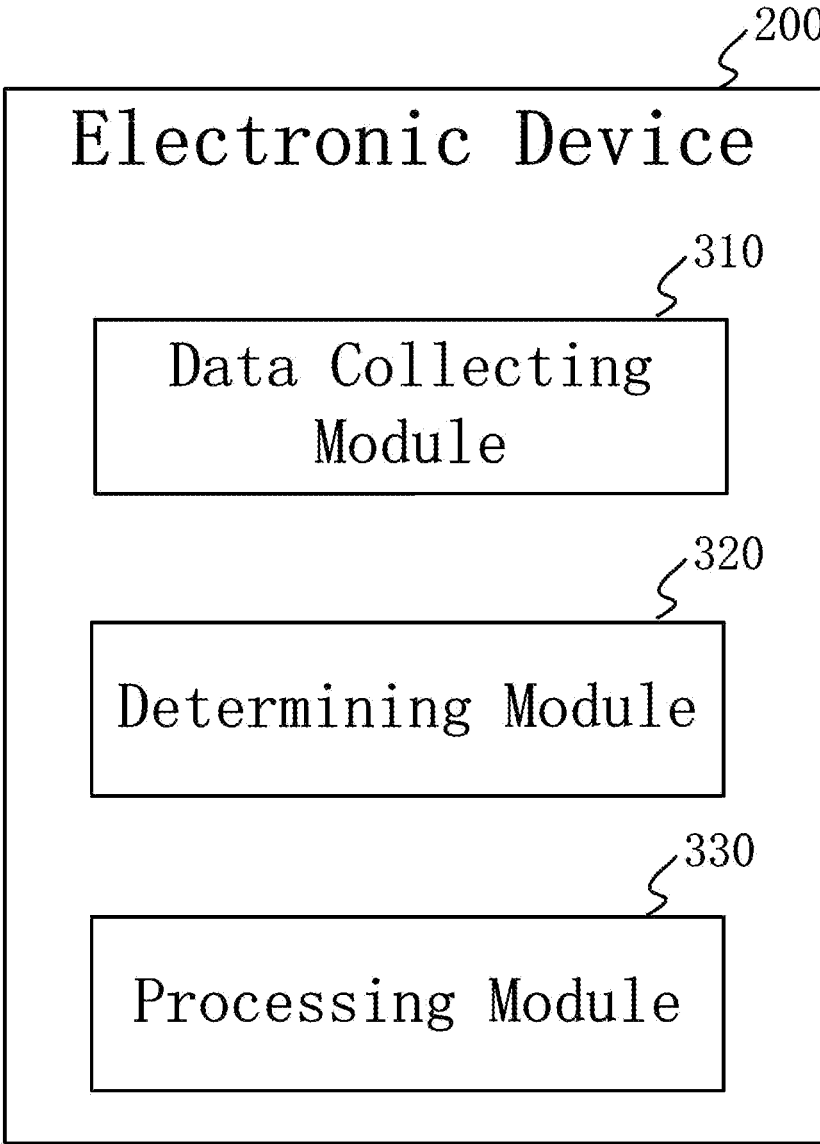 200
Electronic Device
310
Data Collecting
Module
320
Determining Module
330
Processing Module